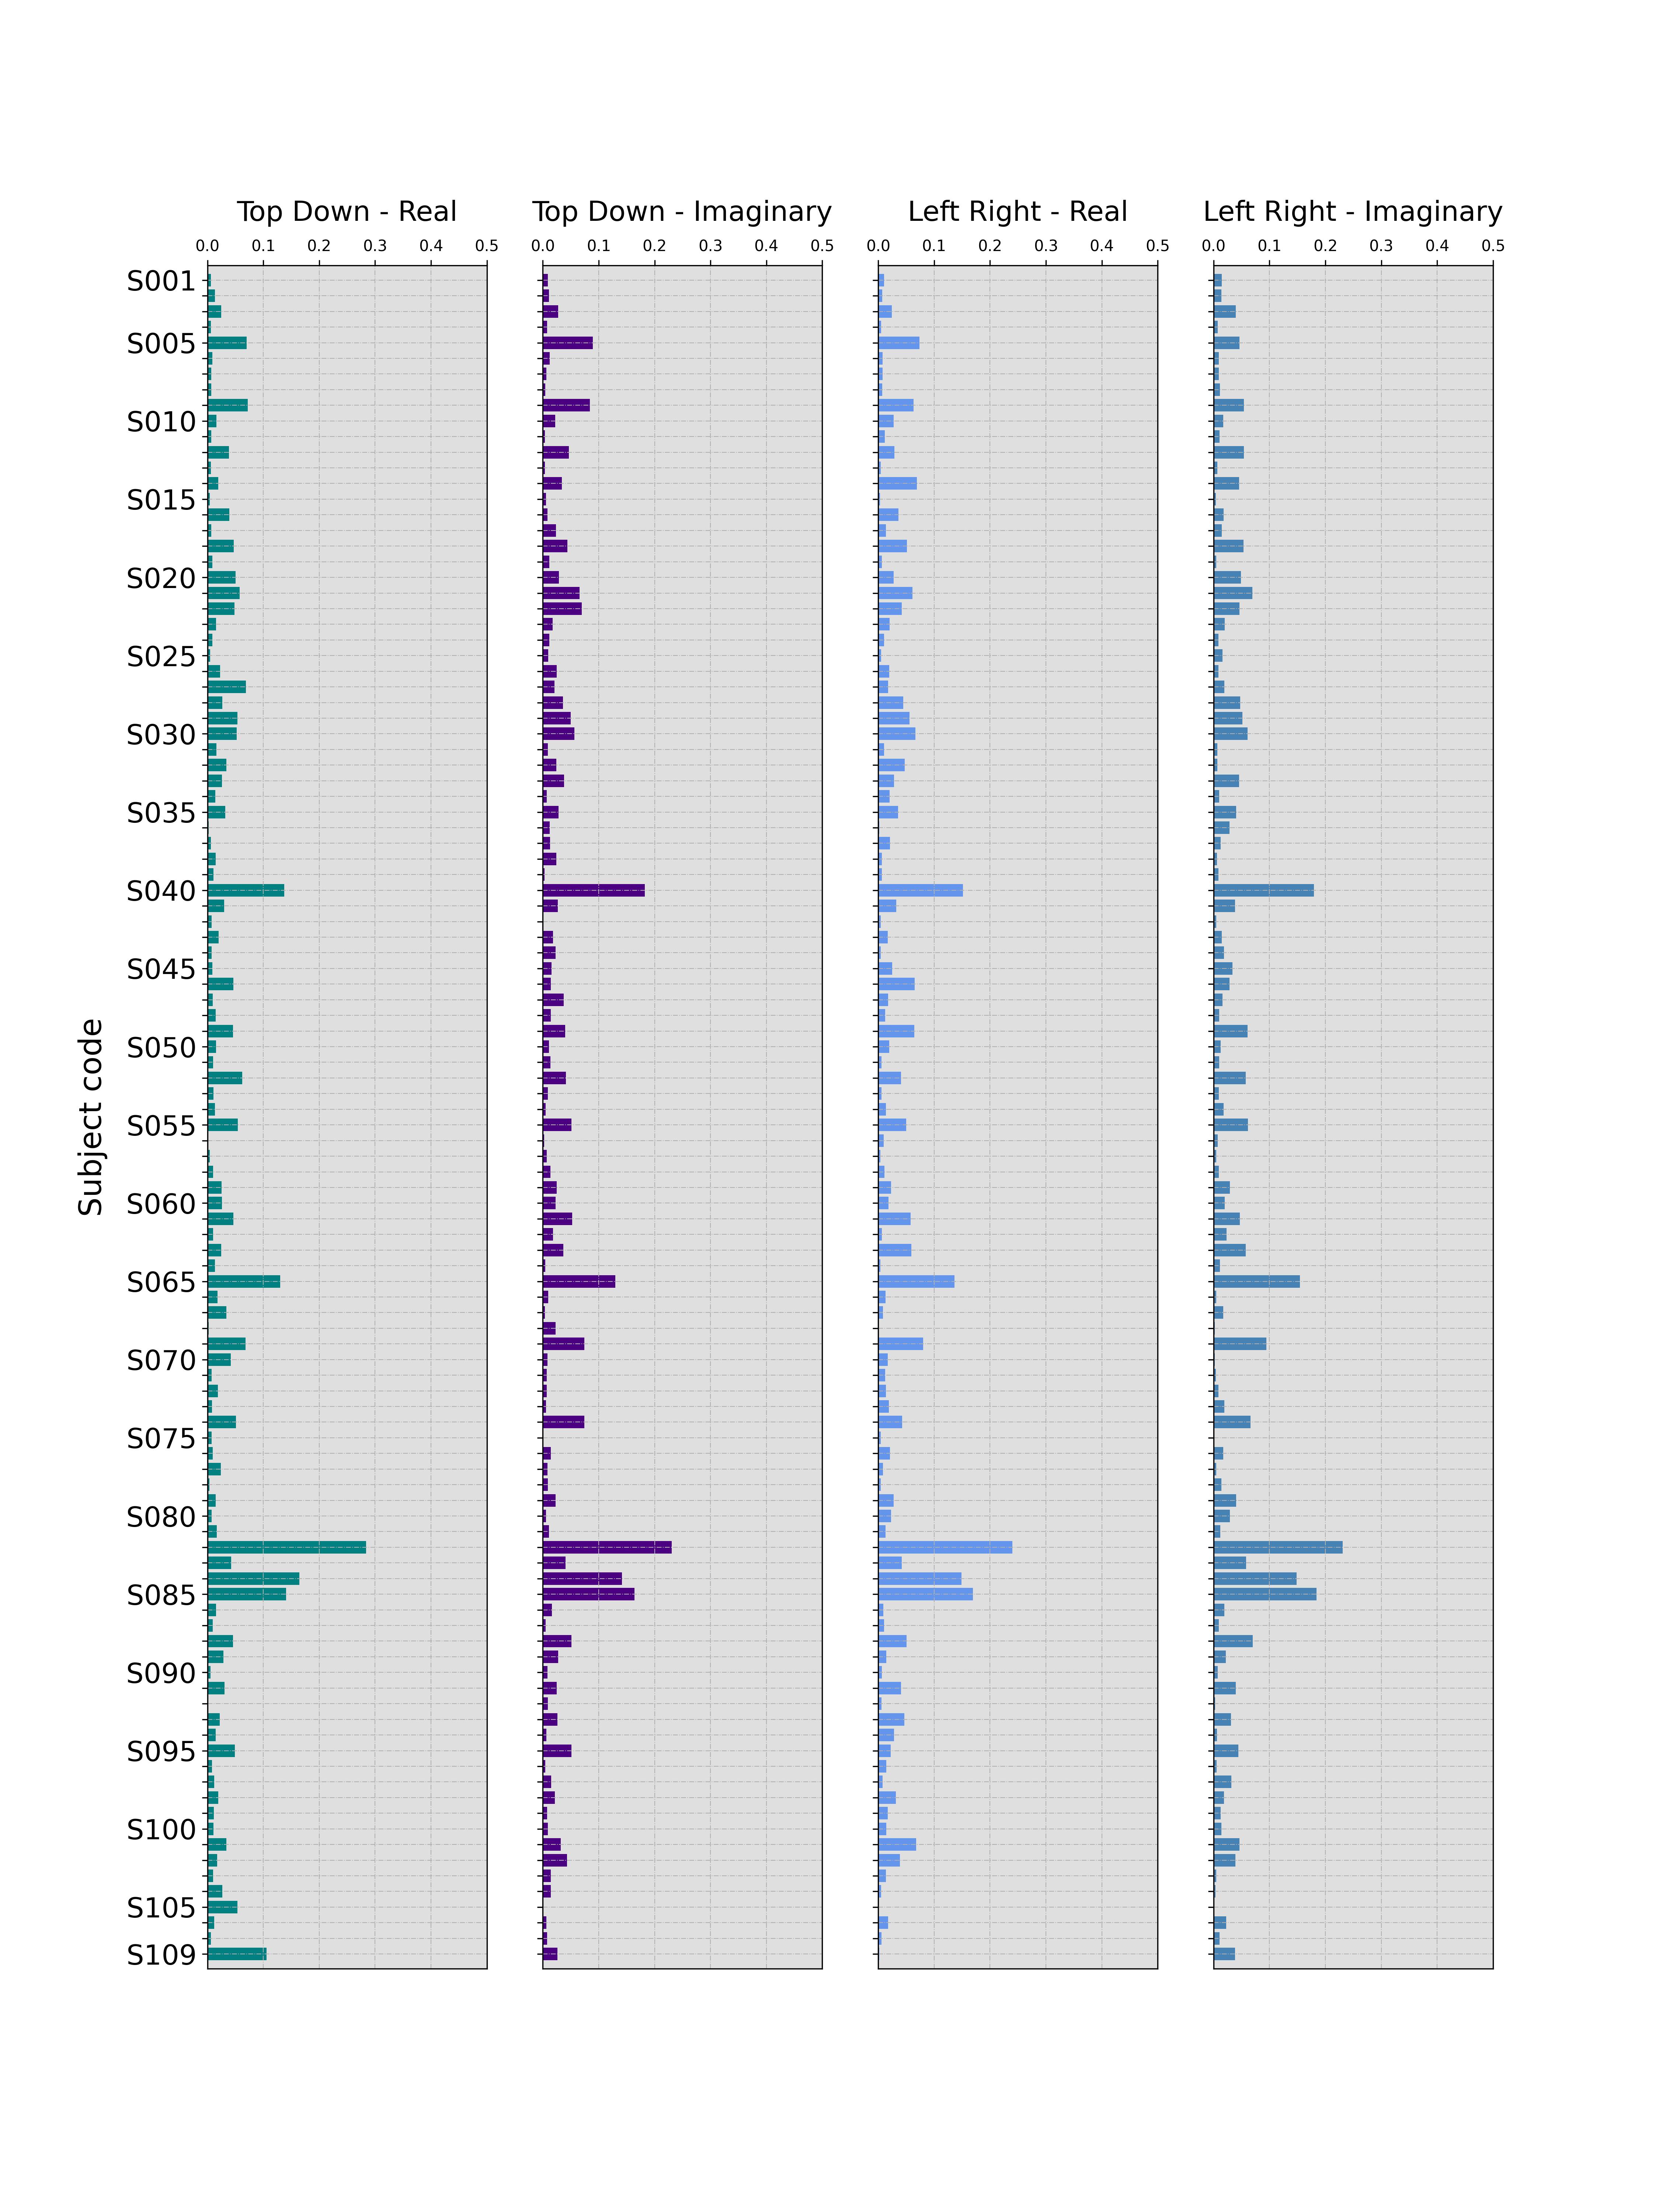 Top Down - Real Top Down - Imaginary Left Right - Real Left Right - Imaginary
0.0 0.1 0.2 0.3 0.4 0.5 0.0 0.1 0.2 0.3 0.4 0.5 0.0 0.1 0.2 0.3 0.4 0.5 0.0 0.1 0.2 0.3 0.4 0.5
S001
S005
S010
S015
S020
S025
S030
S035
S040
S045
S050
S055
S060
S065
S070
S075
S080
S085
S090
S095
S100
S105
S109
Subject code